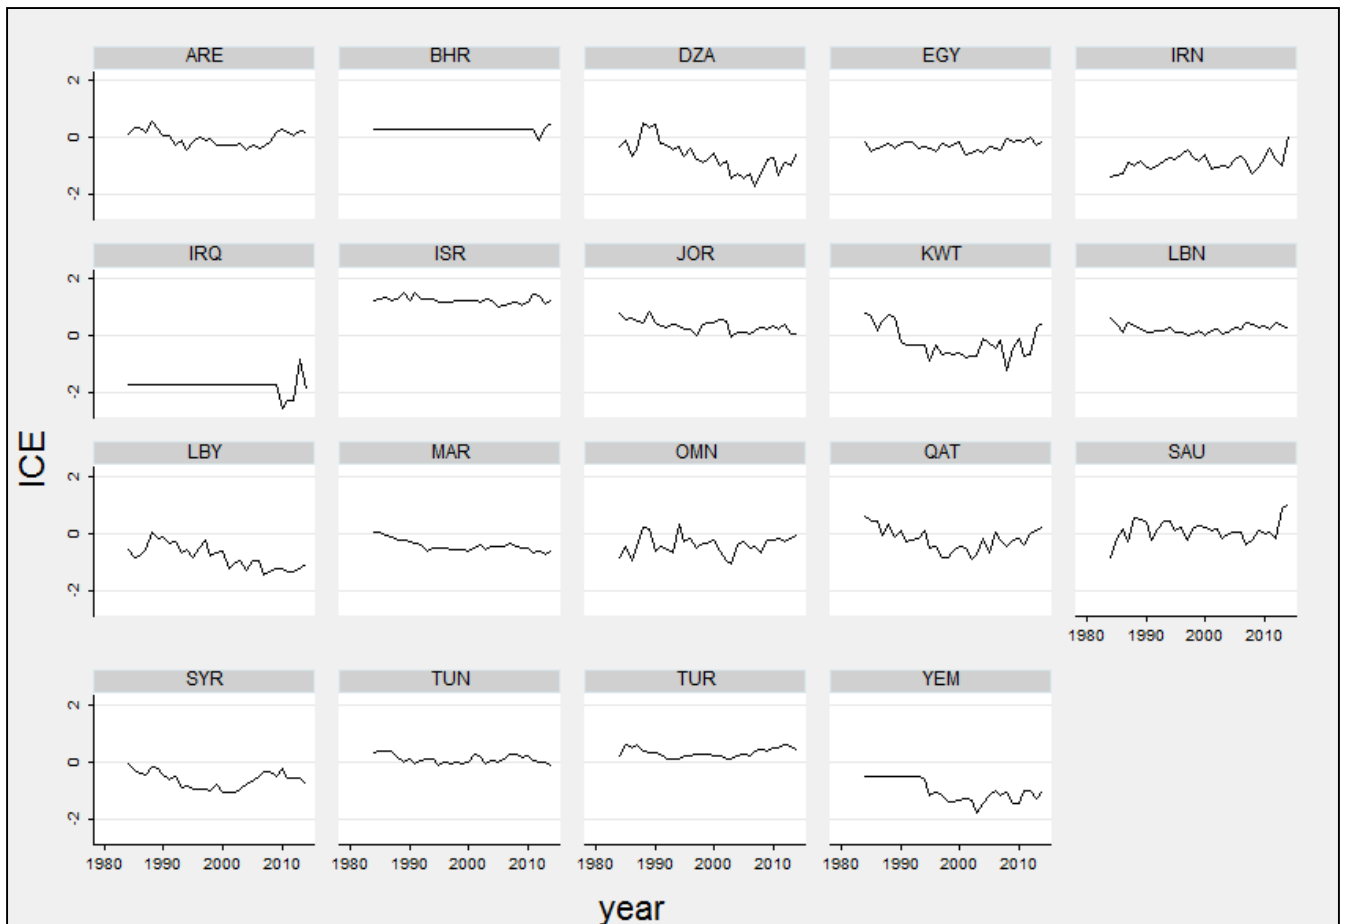 ARE BHR DZA EGY IRN
2
0
-2
IRQ ISR JOR KWT LBN
2
0
-2
LBY MAR OMN QAT SAU
2
0
-2
1980 1990 2000 2010
SYR TUN TUR YEM
2
0
-2
1980 1990 2000 2010 1980 1990 2000 2010 1980 1990 2000 2010 1980 1990 2000 2010
ICE
year